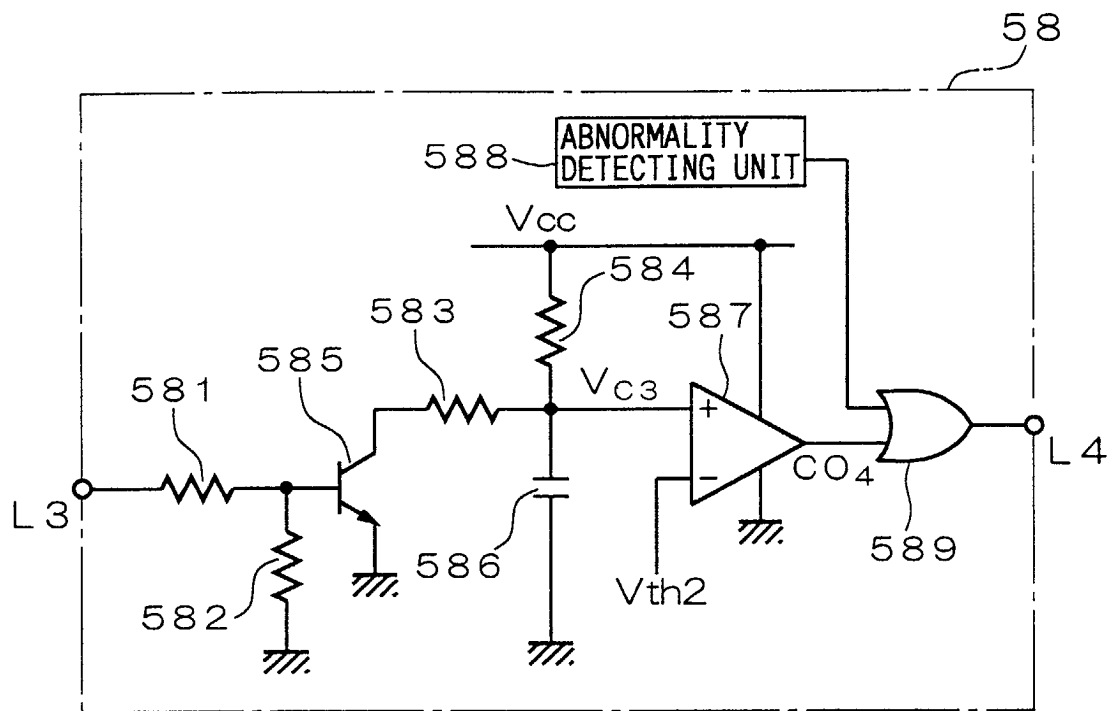 58
ABNORMALITY
DETECTING UNIT
588
Vcc
584
583
587
585
VC3
581
+
L4
CO4
−
L3
589
586
582
Vth2